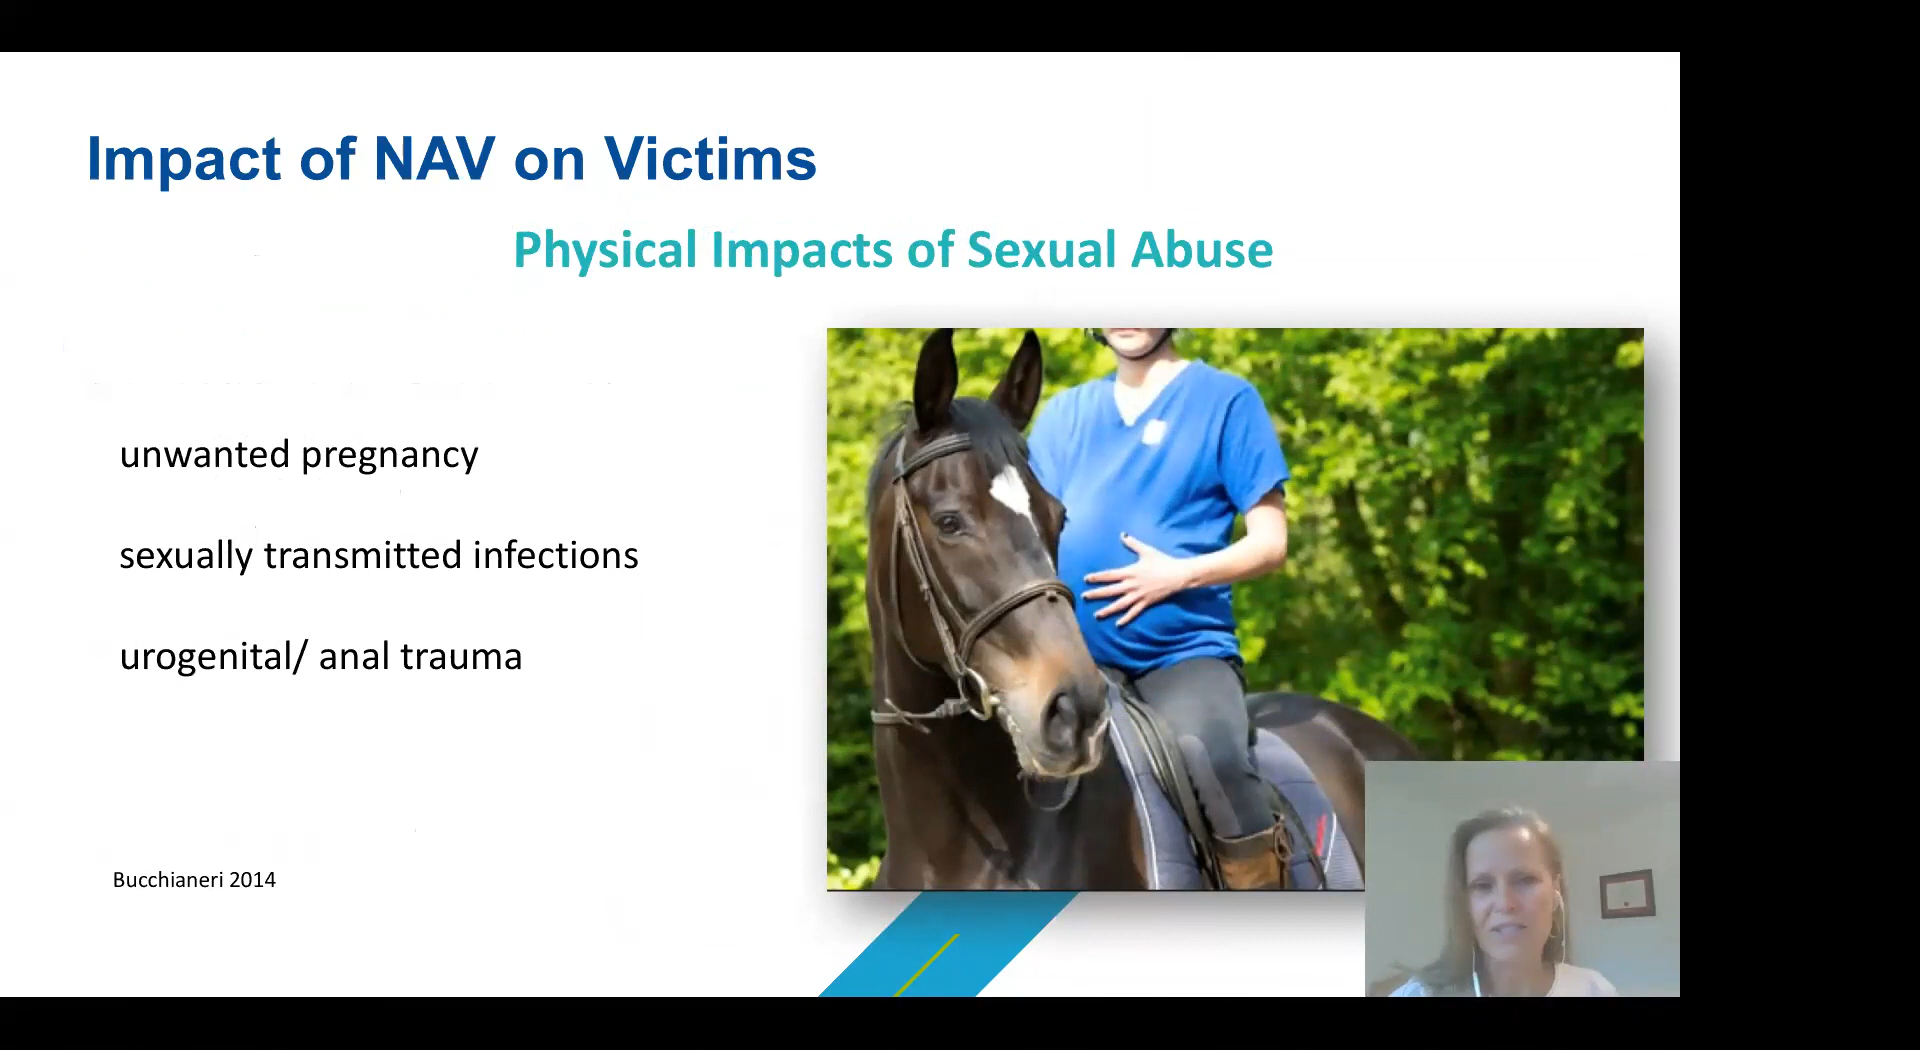 Impact of NAV on Victims
Physical Impacts of Sexual Abuse
unwanted pregnancy
sexually transmitted infections
urogenital/ anal trauma
Bucchianeri 2014